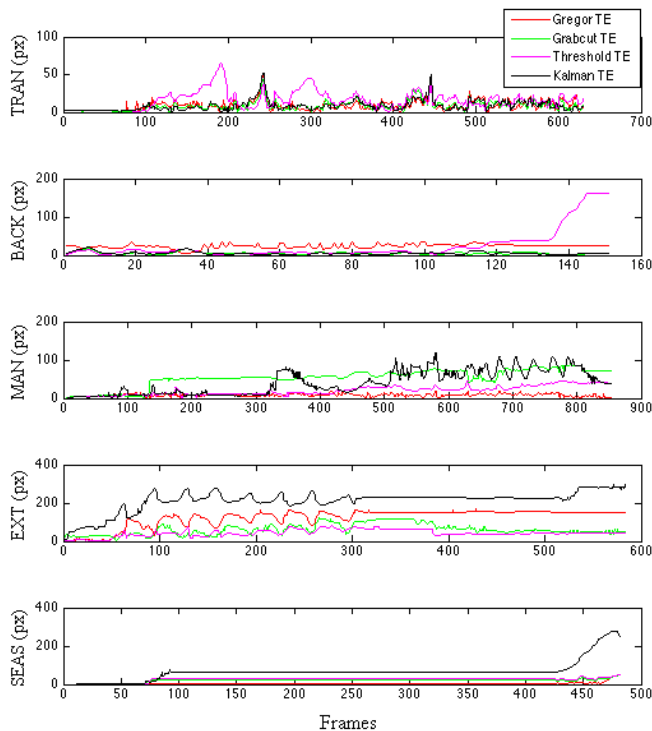 Gregor TE
Grabcut TE
Threshold TE
Kalman TE
TRAN (px)
100
50
0
0 100 200 300 400 500 600 700
BACK (px)
200
100
0
0 20 40 60 80 100 120 140 160
MAN (px)
200
100
0
0 100 200 300 400 500 600 700 800 900
EXT (px)
400
200
0
0 100 200 300 400 500 600
SEAS (px)
400
200
0
0 50 100 150 200 250 300 350 400 450 500
Frames